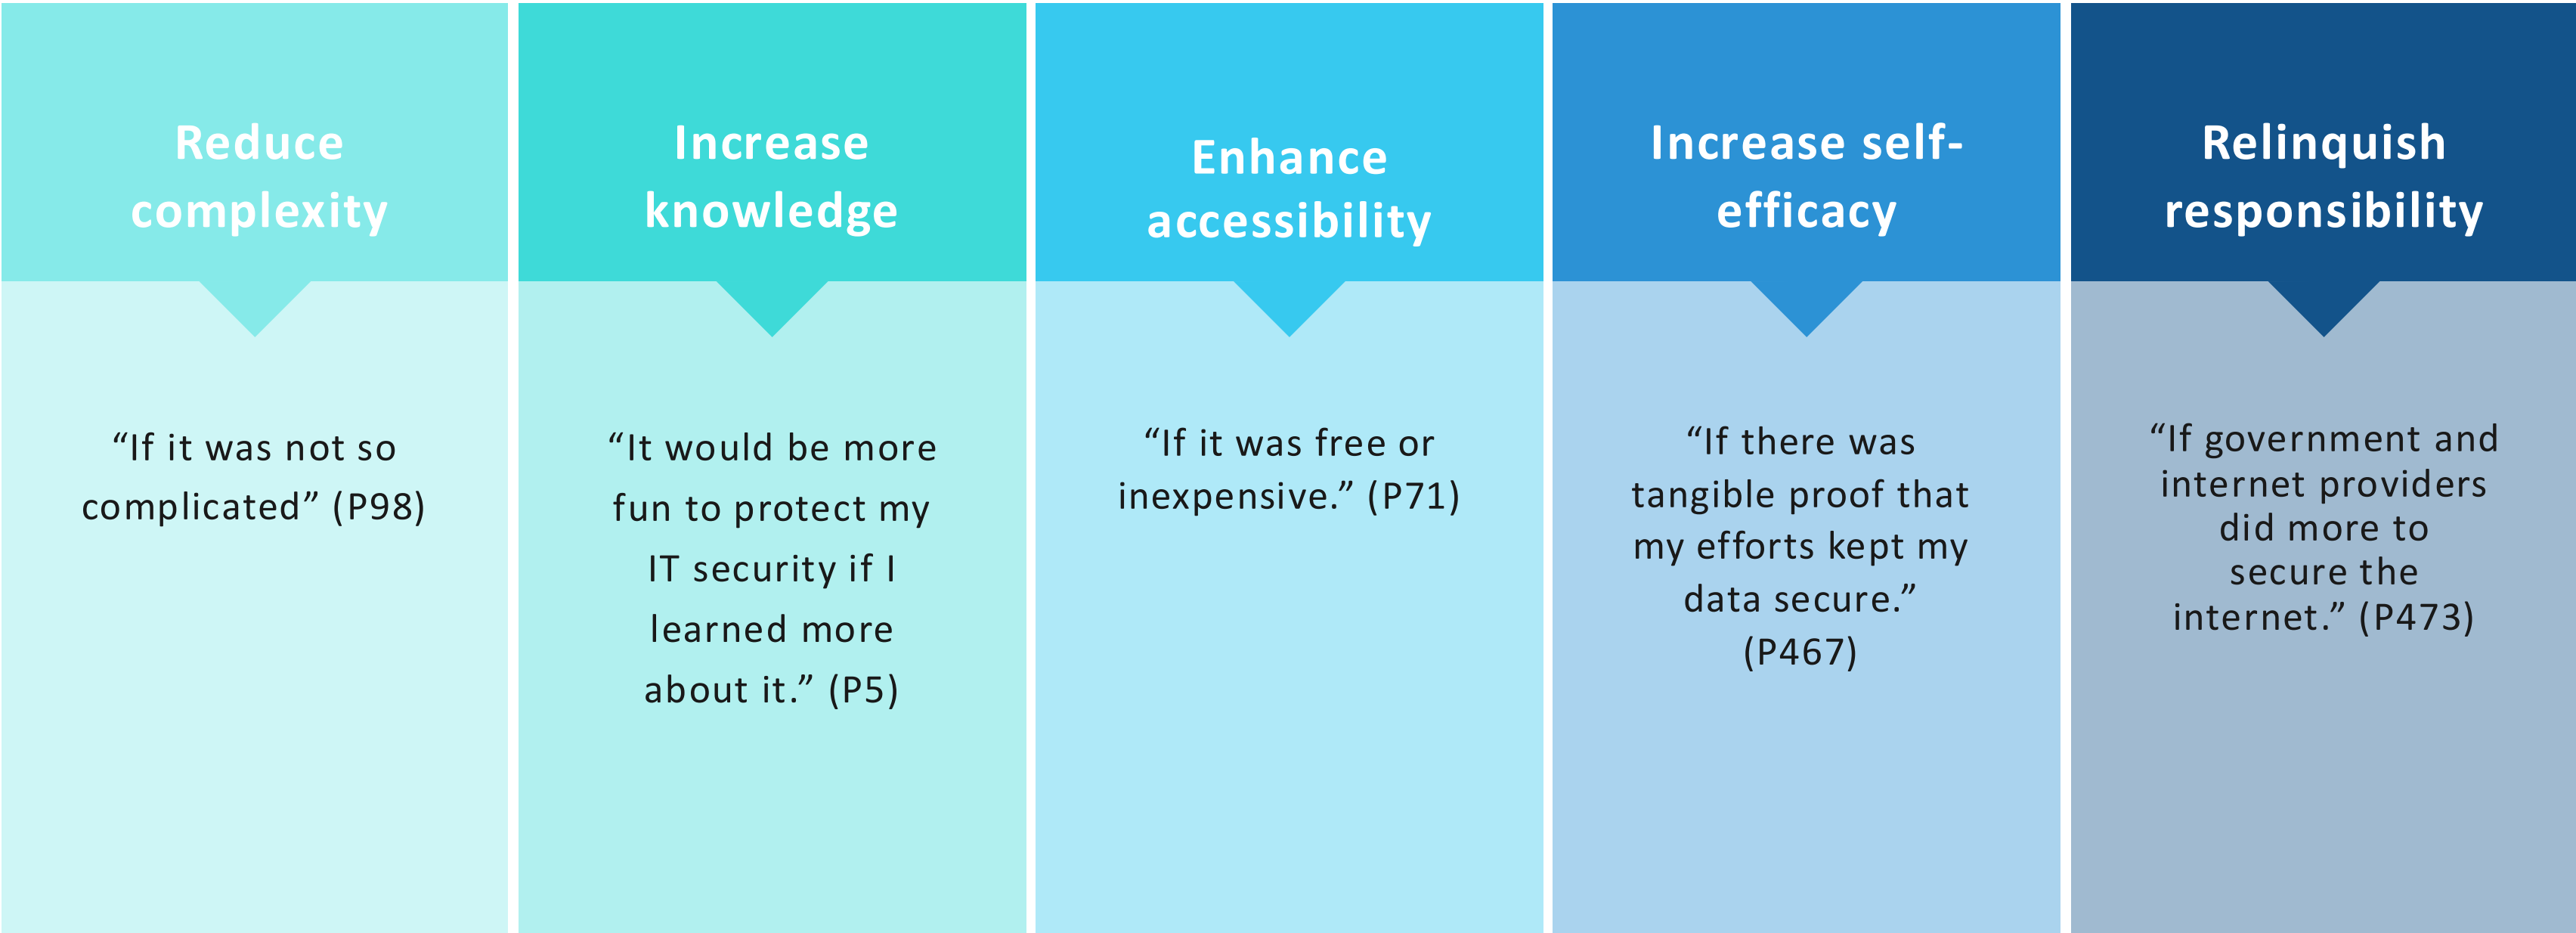 Reduce
complexity
“If it was not so
complicated” (P98)
Increase
knowledge
“It would be more
fun to protect my
IT security if I
learned more
about it.” (P5)
Enhance
accessibility
“If it was free or
inexpensive.” (P71)
Increase self-
efficacy
“If there was
tangible proof that
my efforts kept my
data secure.”
(P467)
Relinquish
responsibility
“If government and
internet providers
did more to
secure the
internet.” (P473)